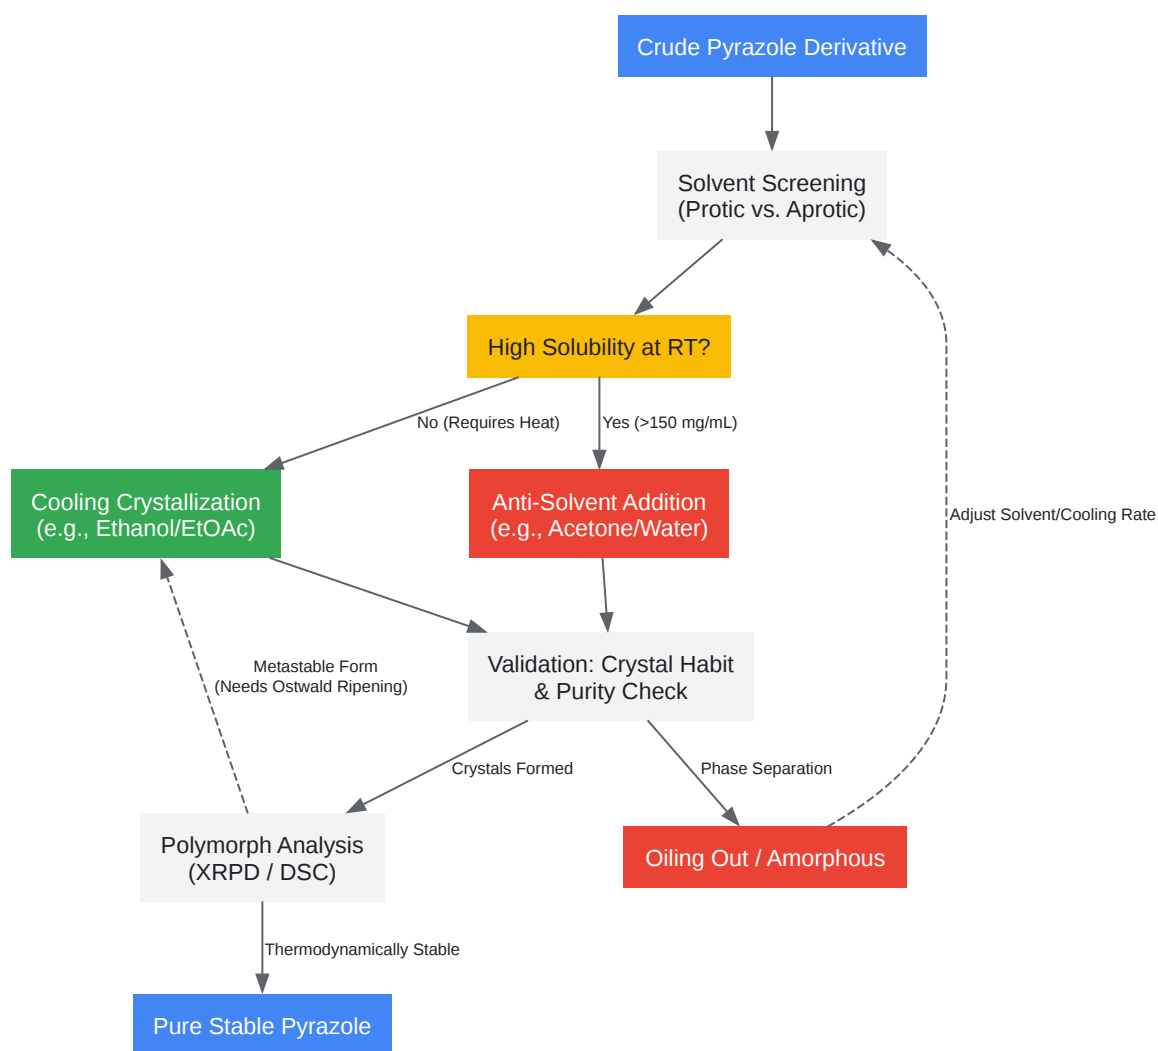 Crude Pyrazole Derivative
Solvent Screening
(Protic vs. Aprotic)
High Solubility at RT?
No (Requires Heat)
Yes (>150 mg/mL)
Cooling Crystallization
(e.g., Ethanol/EtOAc)
Anti-Solvent Addition
(e.g., Acetone/Water)
Adjust Solvent/Cooling Rate
Validation: Crystal Habit
& Purity Check
Metastable Form
(Needs Ostwald Ripening)
Crystals Formed
Phase Separation
Polymorph Analysis
(XRPD / DSC)
Oiling Out / Amorphous
Thermodynamically Stable
Pure Stable Pyrazole